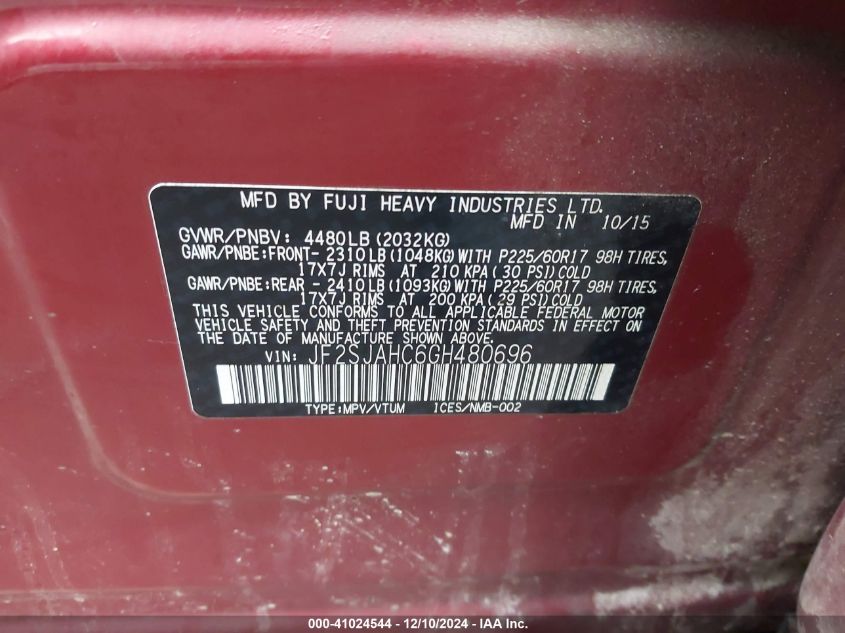 MFD BY FUJI HEAVY INDUSTRIES LTD.
MFD IN 10/15
GVWR/PNBV: 4480LB(2032KG)
GAWR/PNBE:FRONT- 2310LB(1048KG)WITH P225/60R17 98H TIRES,
17X7J RIMS AT 210 KPA(30 PSI)COLD
GAWR/PNBE:REAR - 2410LB(1093KG)WITH P225/60R17 98H TIRES,
17X7J RIMS AT 200 KPA(29 PSI)COLD
THIS VEHICLE CONFORMS TO ALL APPLICABLE FEDERAL MOTOR
VEHICLE SAFETY AND THEFT PREVENTION STANDARDS IN EFFECT ON
THE DATE OF MANUFACTURE SHOWN ABOVE.
VIN: JF2SJAHC6GH480696
TYPE:MPV/VTUM ICES/NMB-002
000-41024544 - 12/10/2024 - IAA Inc.